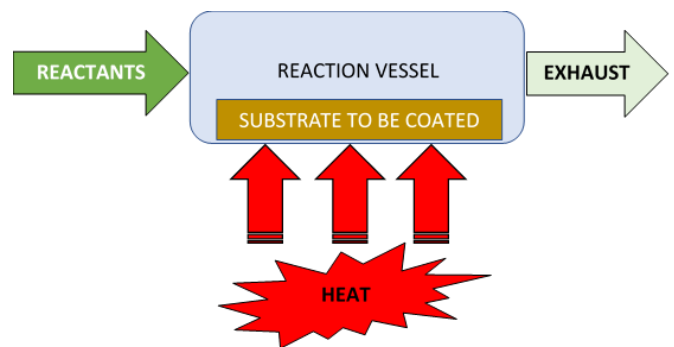 REACTANTS
REACTION VESSEL
EXHAUST
SUBSTRATE TO BE COATED
HEAT